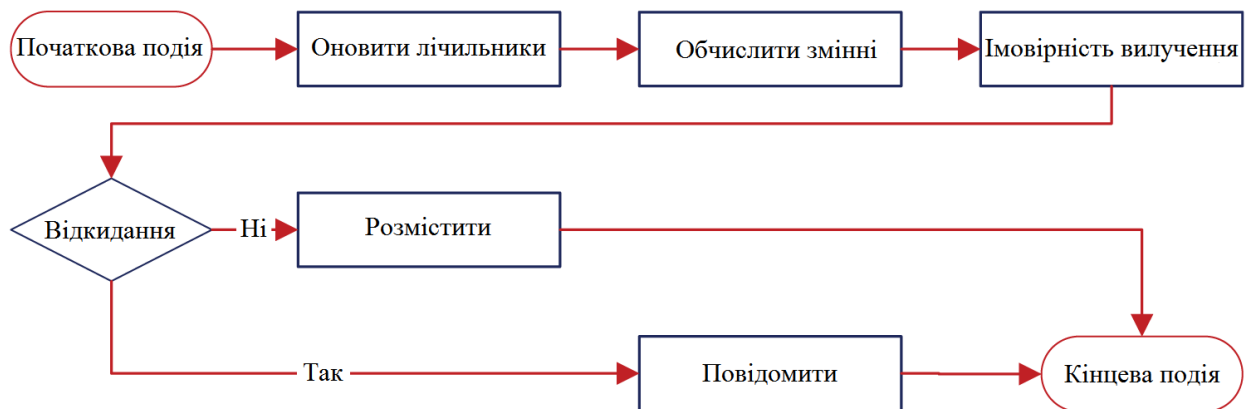 Початкова подія
Оновити лічильники
Обчислити змінні
Імовірність вилучення
Відкидання
Ні
Розмістити
Так
Повідомити
Кінцева подія